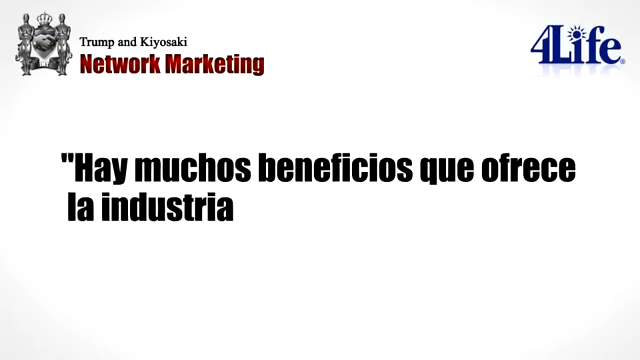 Trump and Kiyosaki
Network Marketing
4Life®
"Hay muchos beneficios que ofrece
la industria